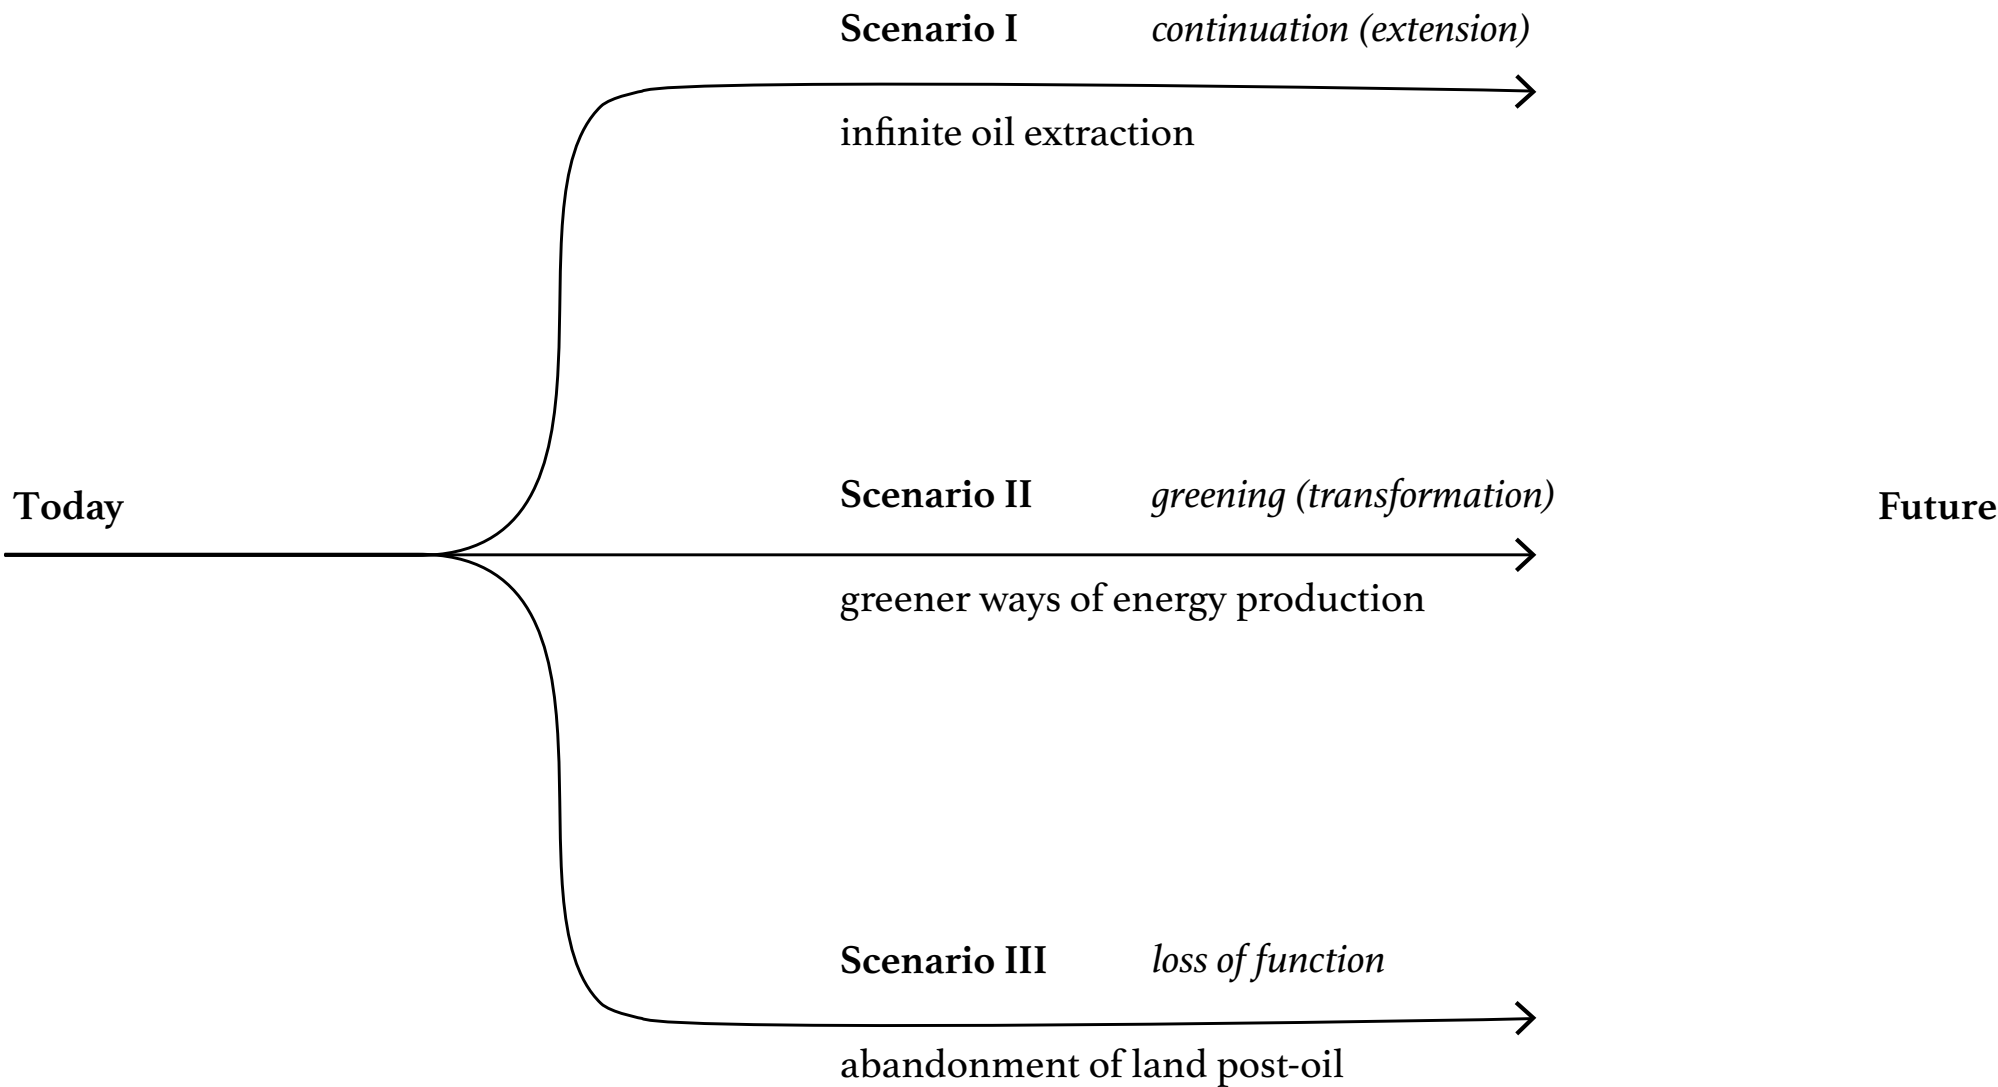 Scenario I continuation (extension)
infinite oil extraction
Today
Scenario II greening (transformation)
Future
greener ways of energy production
Scenario III loss of function
abandonment of land post-oil